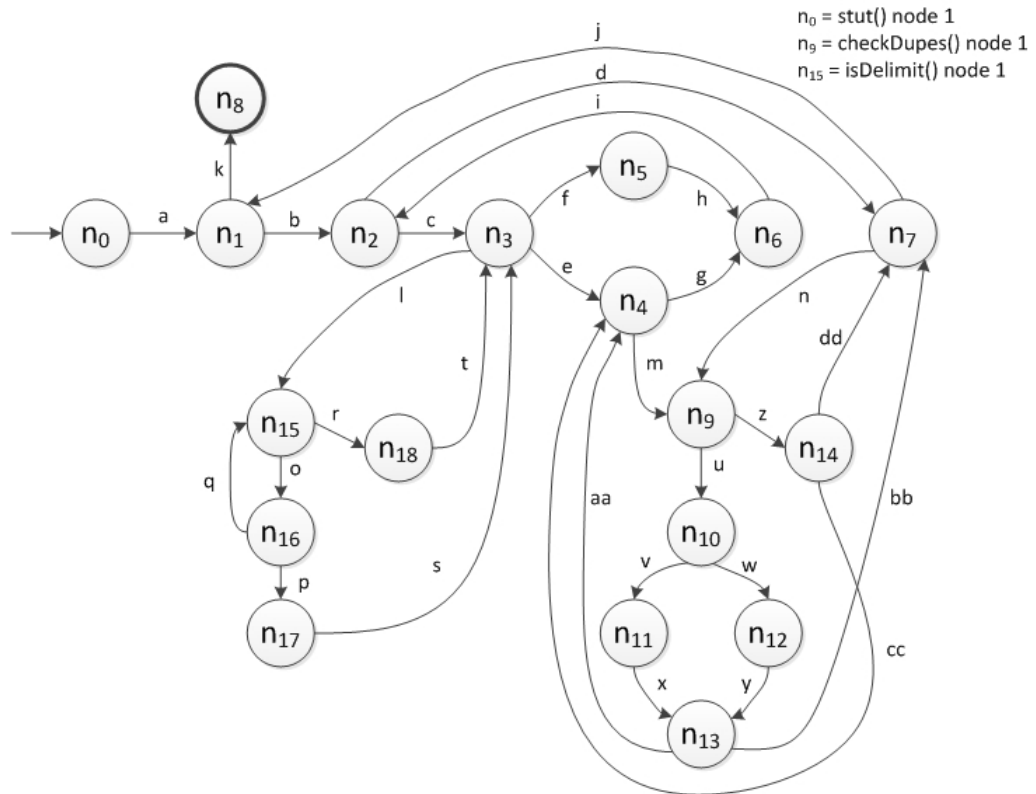 n0 = stut() node 1
n9 = checkDupes() node 1
n15 = isDelimit() node 1
j
d
i
n8
k
n5
f
h
n0
a
n1
b
n2
c
n3
n6
n7
e
g
n4
l
n
t
m
dd
n15
r
n18
n9
z
n14
q
o
u
aa
bb
n16
n10
s
v
w
p
n17
n11
n12
cc
x
y
n13